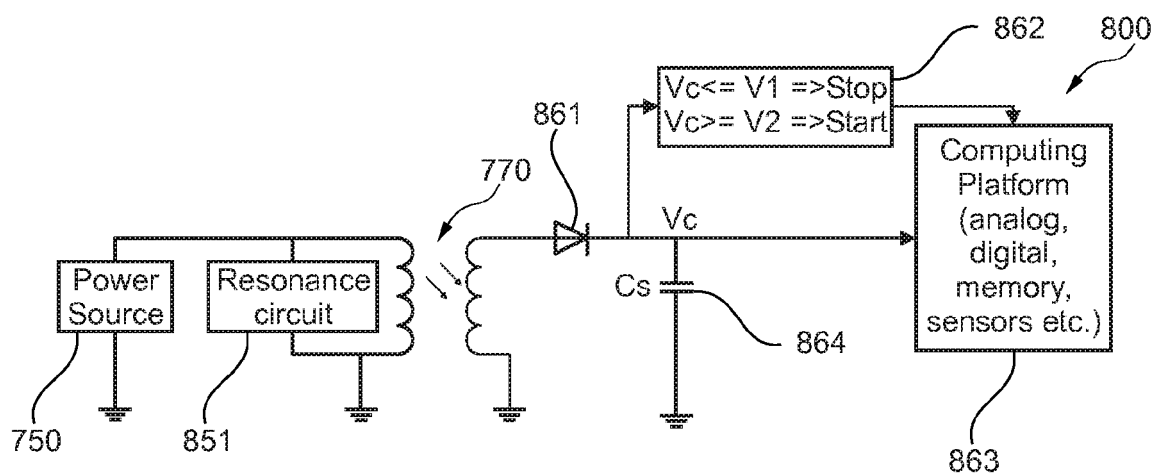 862
800
Vc<= V1 =>Stop
Vc>= V2 =>Start
861
770
Computing
Platform
(analog,
digital,
memory,
sensors etc.)
Vc
Power
Source
Resonance
circuit
Cs
864
750
851
863